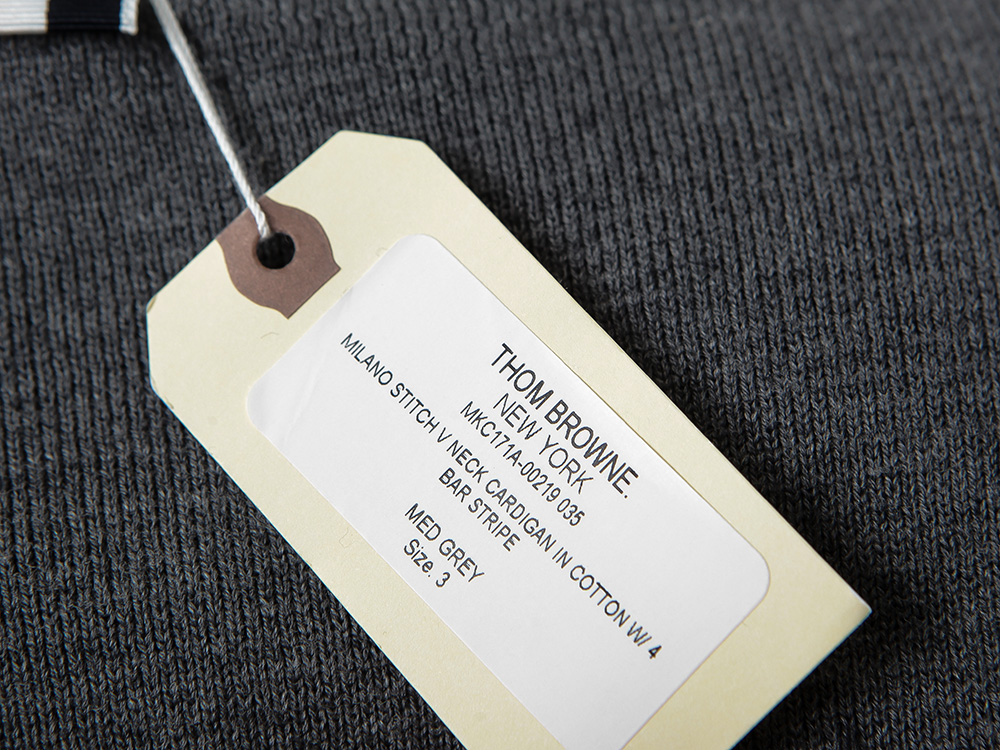 THOM BROWNE.
NEW YORK
MKC171A-00219 035
MILANO STITCH V NECK CARDIGAN IN COTTON W/ 4
BAR STRIPE
MED GREY
Size. 3